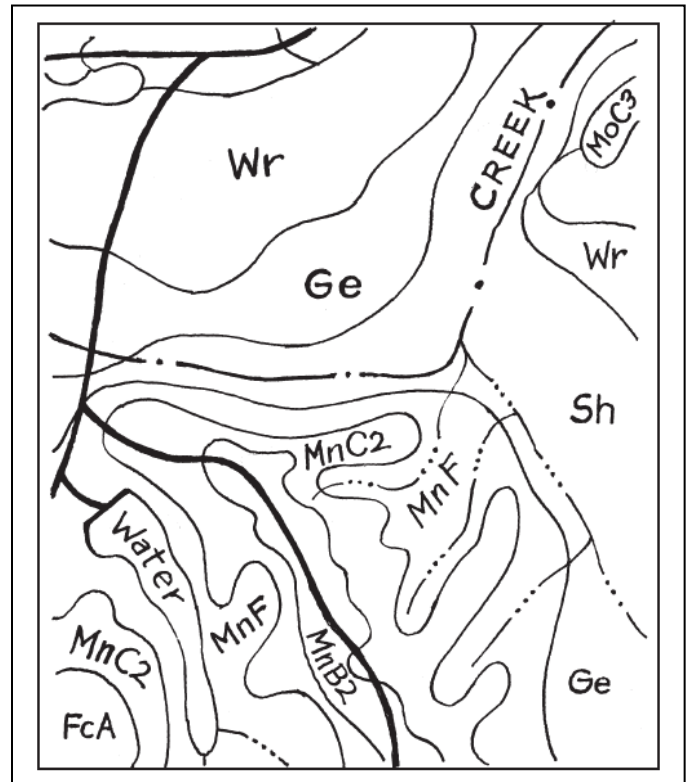 MoC3
CREEK
Wr
Wr
Ge
Sh
MnC2
MnF
Water
MnF
MnC2
MnB2
Ge
FcA